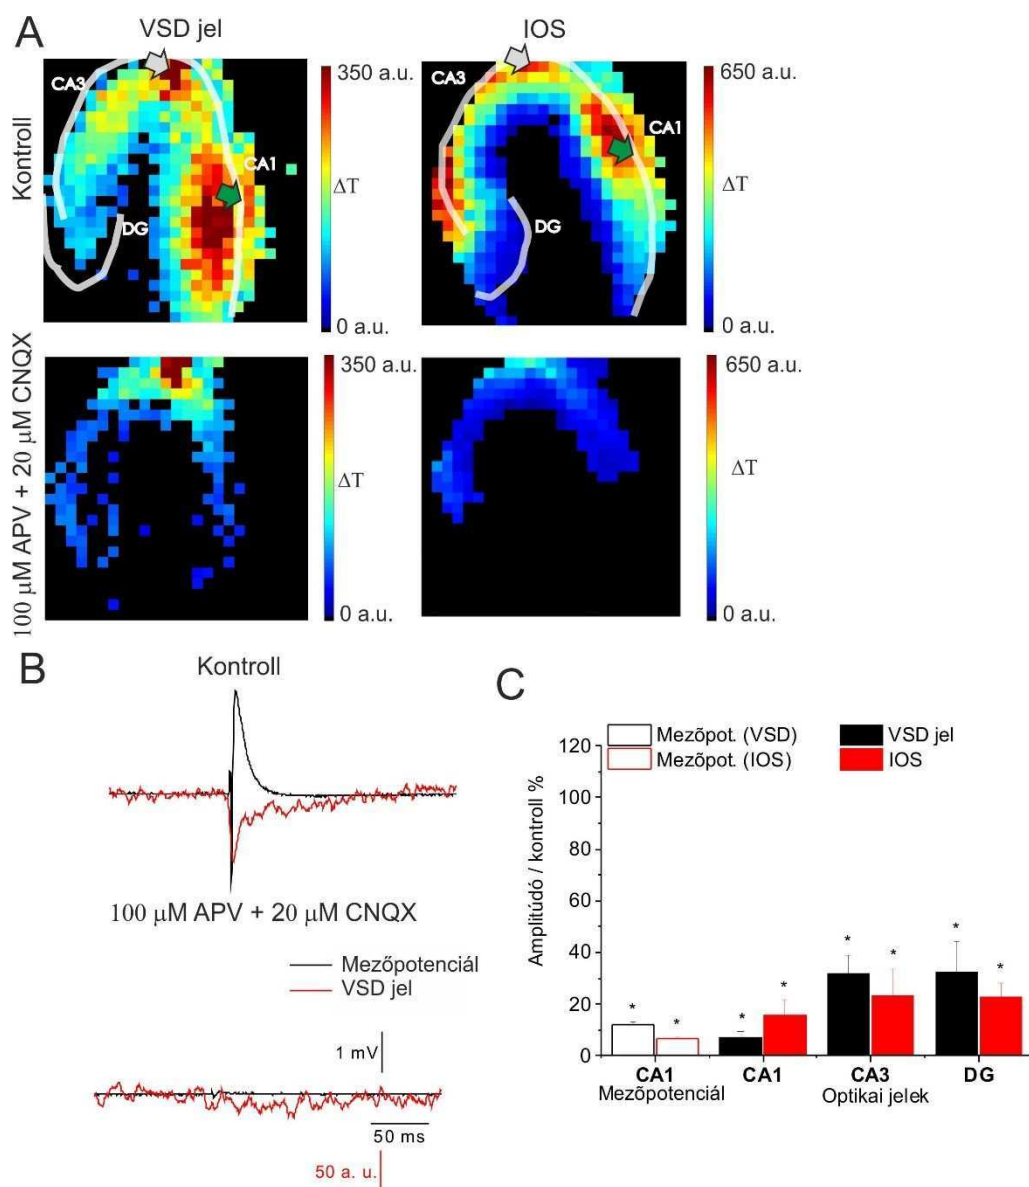 A
VSD jel
IOS
Kontroll
CA3
CA1
DG
350 a.u.
ΔT
0 a.u.
CA3
CA1
DG
650 a.u.
ΔT
0 a.u.
100 µM APV + 20 µM CNQX
350 a.u.
ΔT
0 a.u.
650 a.u.
ΔT
0 a.u.
B
Kontroll
100 µM APV + 20 µM CNQX
Mezőpotenciál
VSD jel
1 mV
50 ms
50 a. u.
C
Mezõpot. (VSD)
VSD jel
Mezõpot. (IOS)
IOS
Amplitúdó / kontroll %
120
100
80
60
40
20
0
* * * * * * * *
CA1
CA1
CA3
DG
Mezõpotenciál
Optikai jelek